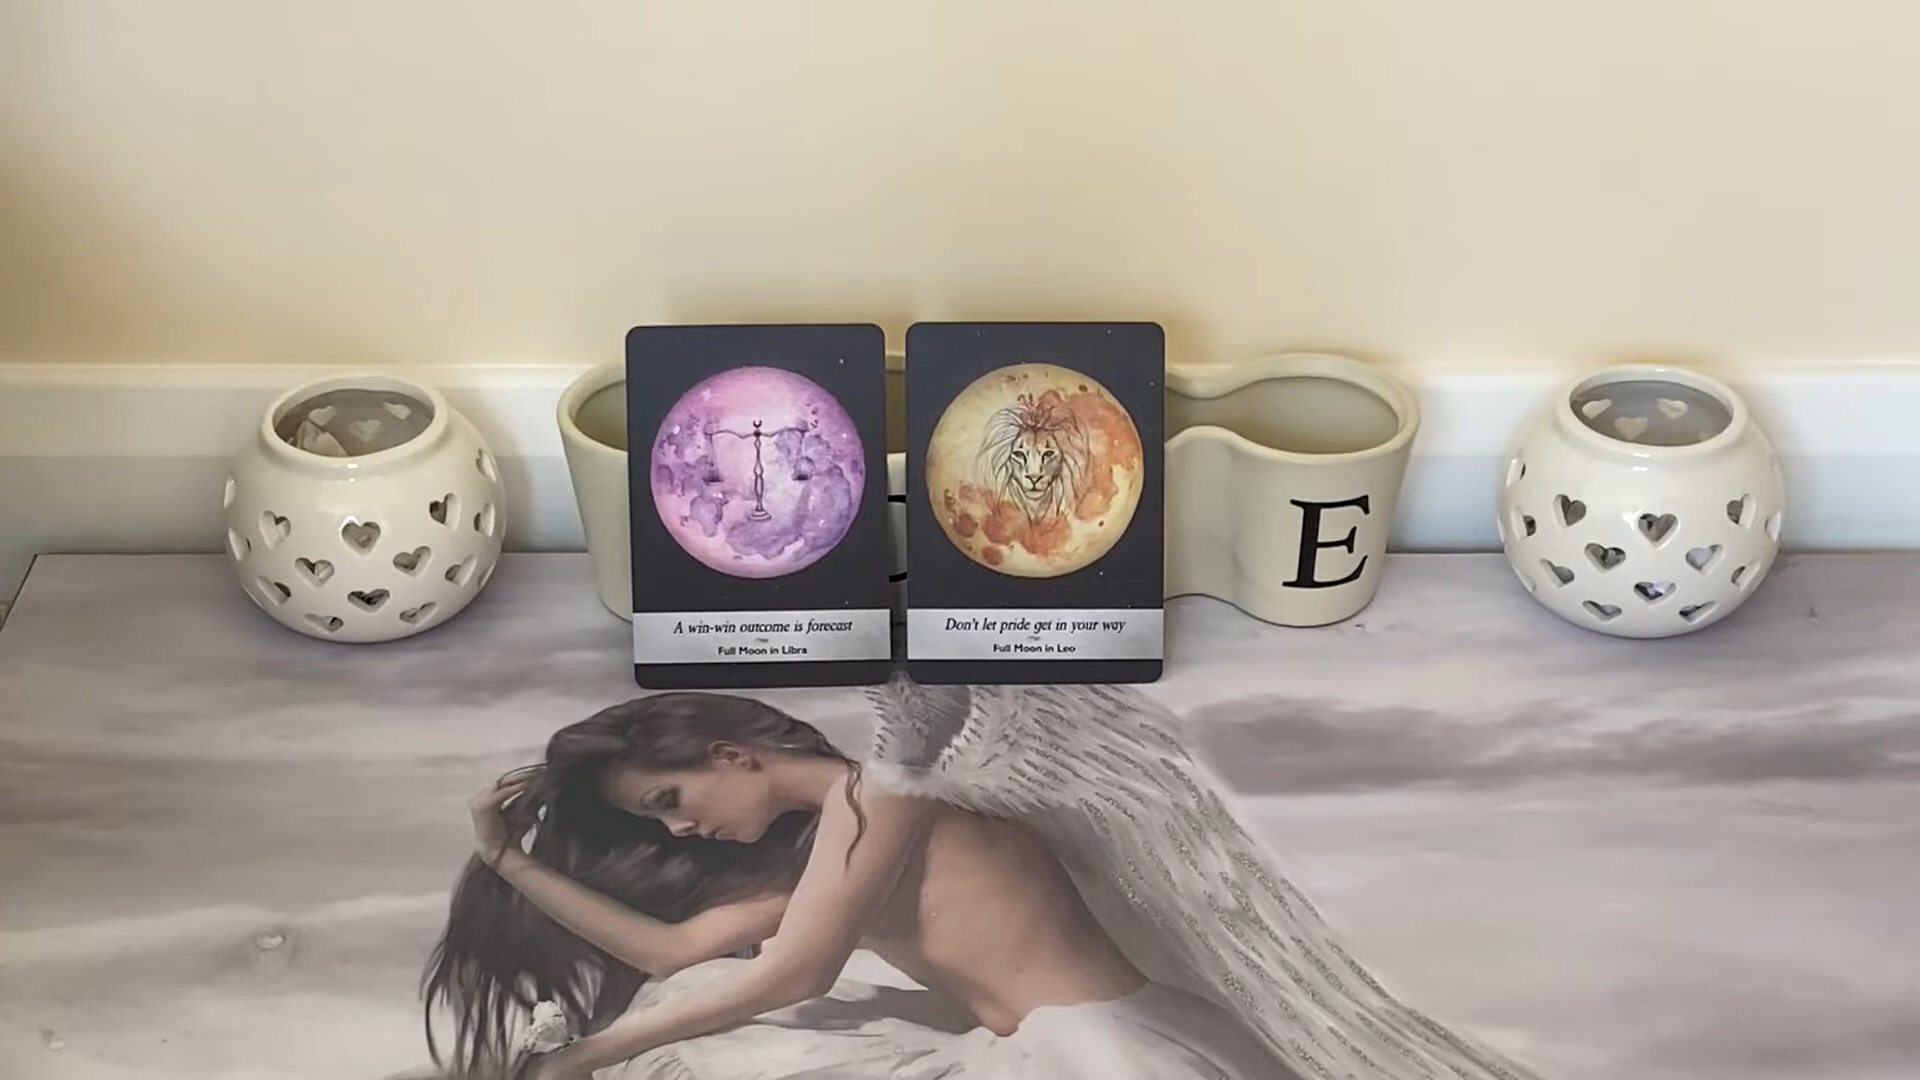 A win-win outcome is forecast
Full Moon in Libra
Don't let pride get in your way
Full Moon in Leo
E